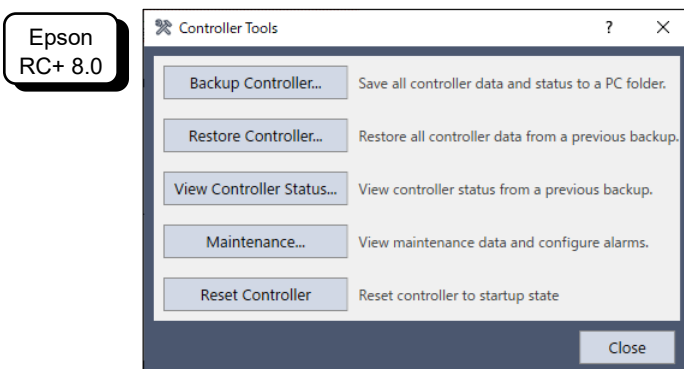 Epson
RC+ 8.0
Controller Tools
?
Backup Controller...
Save all controller data and status to a PC folder.
Restore Controller...
Restore all controller data from a previous backup.
View Controller Status...
View controller status from a previous backup.
Maintenance...
View maintenance data and configure alarms.
Reset Controller
Reset controller to startup state
Close